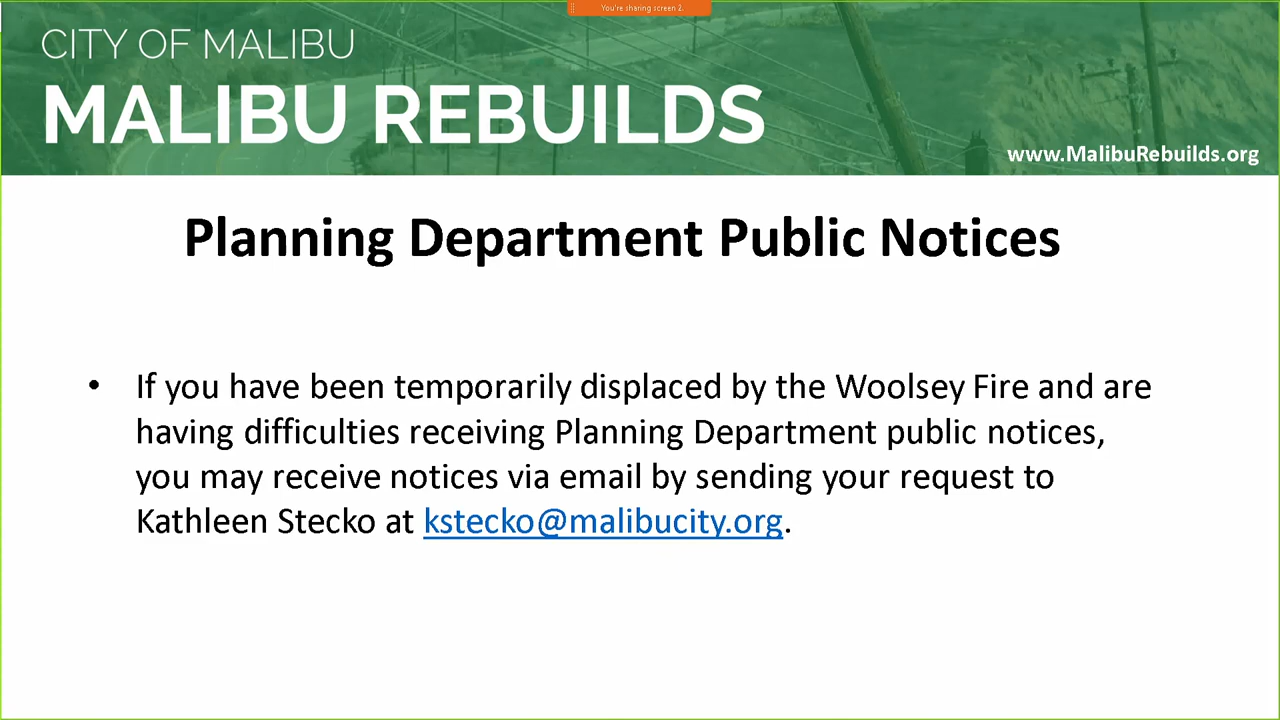 You're sharing screen 2.
CITY OF MALIBU
MALIBU REBUILDS
www.MalibuRebuilds.org
Planning Department Public Notices
• If you have been temporarily displaced by the Woolsey Fire and are
having difficulties receiving Planning Department public notices,
you may receive notices via email by sending your request to
Kathleen Stecko at kstecko@malibucity.org.